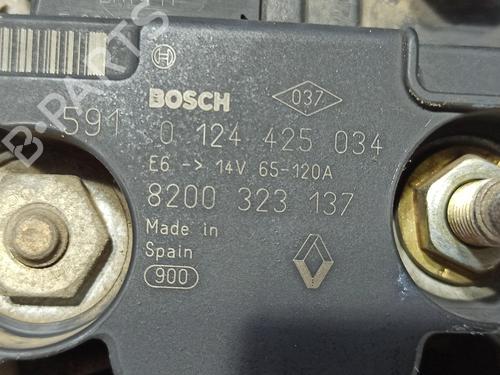 BOSCH
037
591 0 124 425 034
E6 -> 14V 65-120A
8200 323 137
Made in
Spain
900
B-PARTS